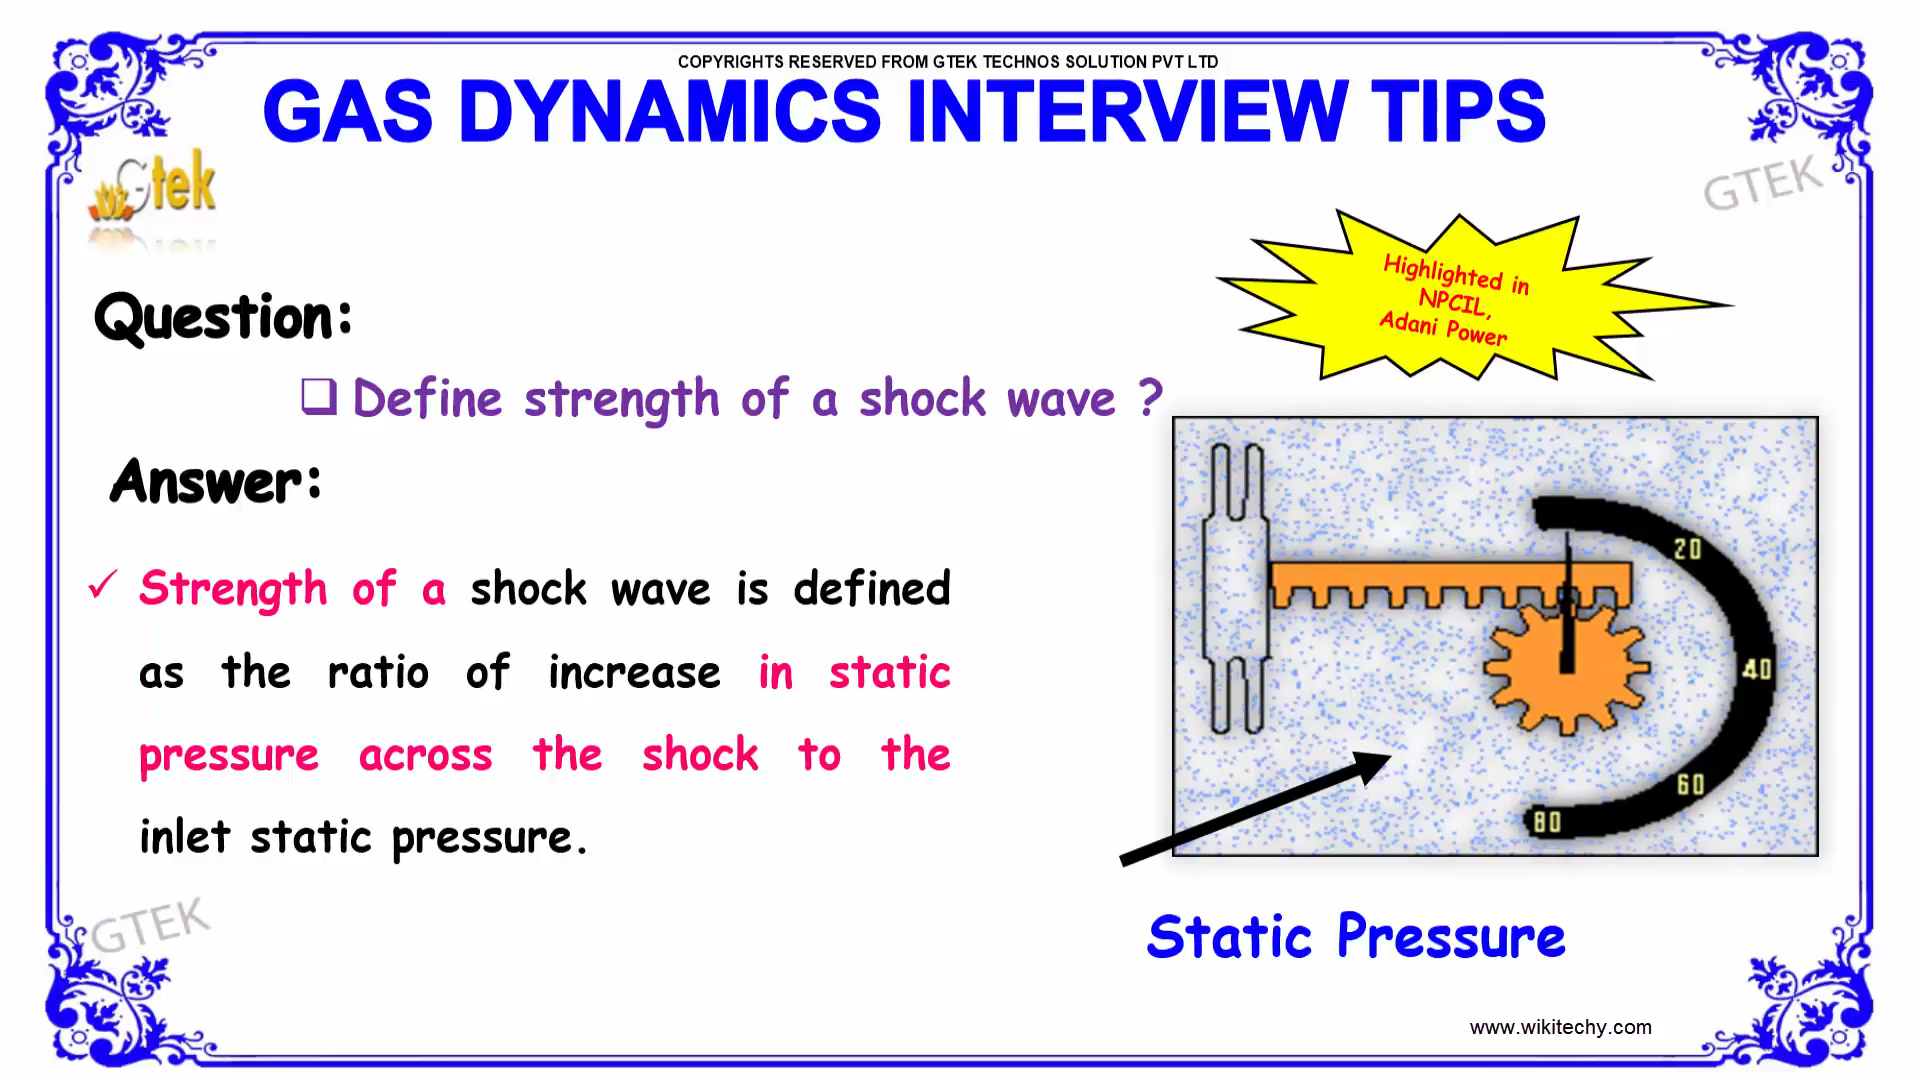 COPYRIGHTS RESERVED FROM GTEK TECHNOS SOLUTION PVT LTD
GAS DYNAMICS INTERVIEW TIPS
Gtek
GTEK
Highlighted in
NPCIL,
Adani Power
Question:
Define strength of a shock wave ?
Answer:
Strength of a shock wave is defined
as the ratio of increase in static
pressure across the shock to the
inlet static pressure.
20
40
60
80
Static Pressure
GTEK
www.wikitechy.com